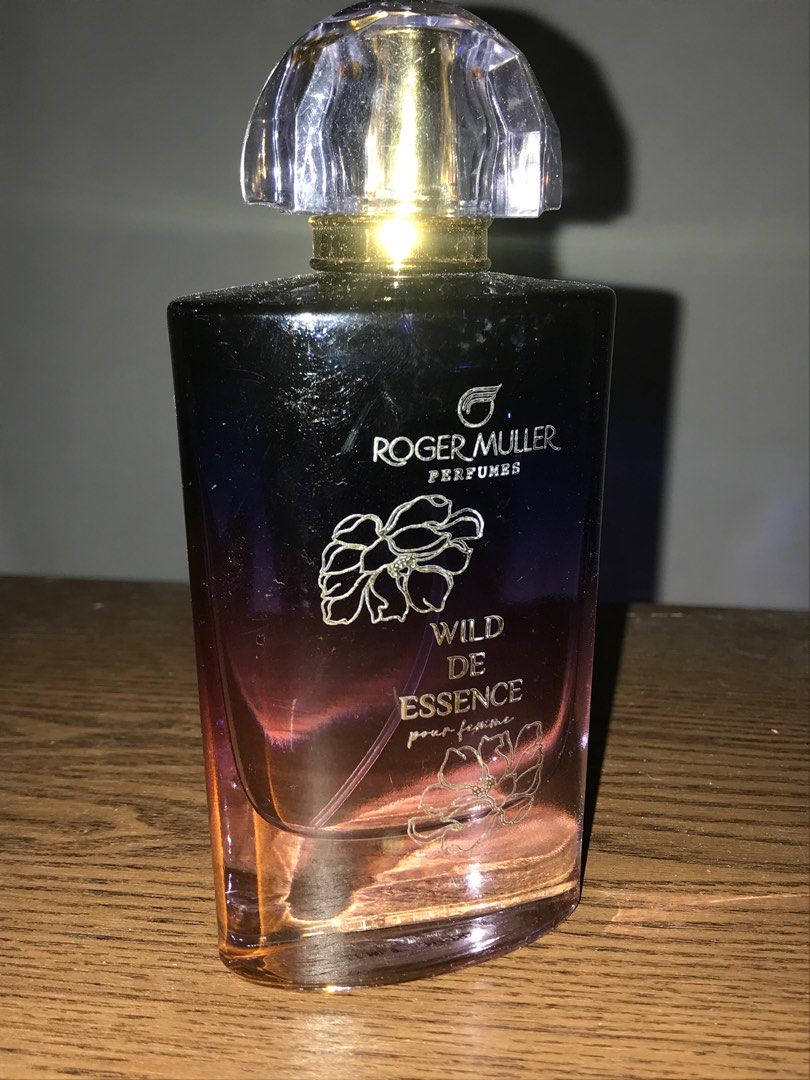 ROGER MULLER
PERFUMES
WILD
DE
ESSENCE
pour femme